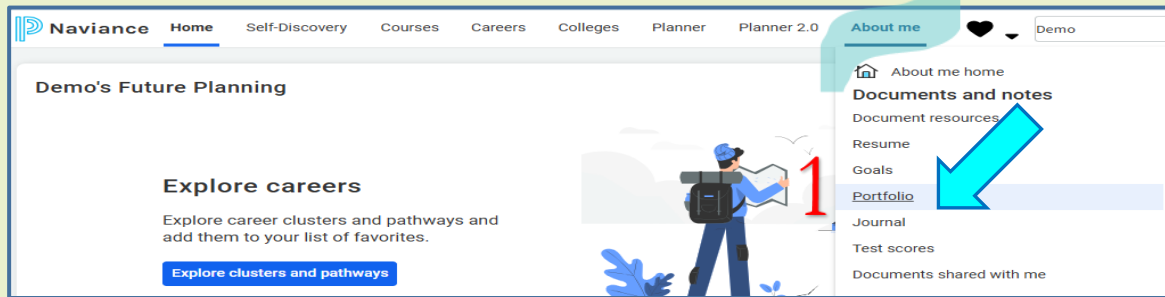 Naviance Home Self-Discovery Courses Careers Colleges Planner Planner 2.0 About me Demo
About me home
Demo's Future Planning
Documents and notes
Document resources
Resume
Goals
Explore careers
1
Portfolio
Explore career clusters and pathways and
add them to your list of favorites.
Journal
Test scores
Explore clusters and pathways
Documents shared with me